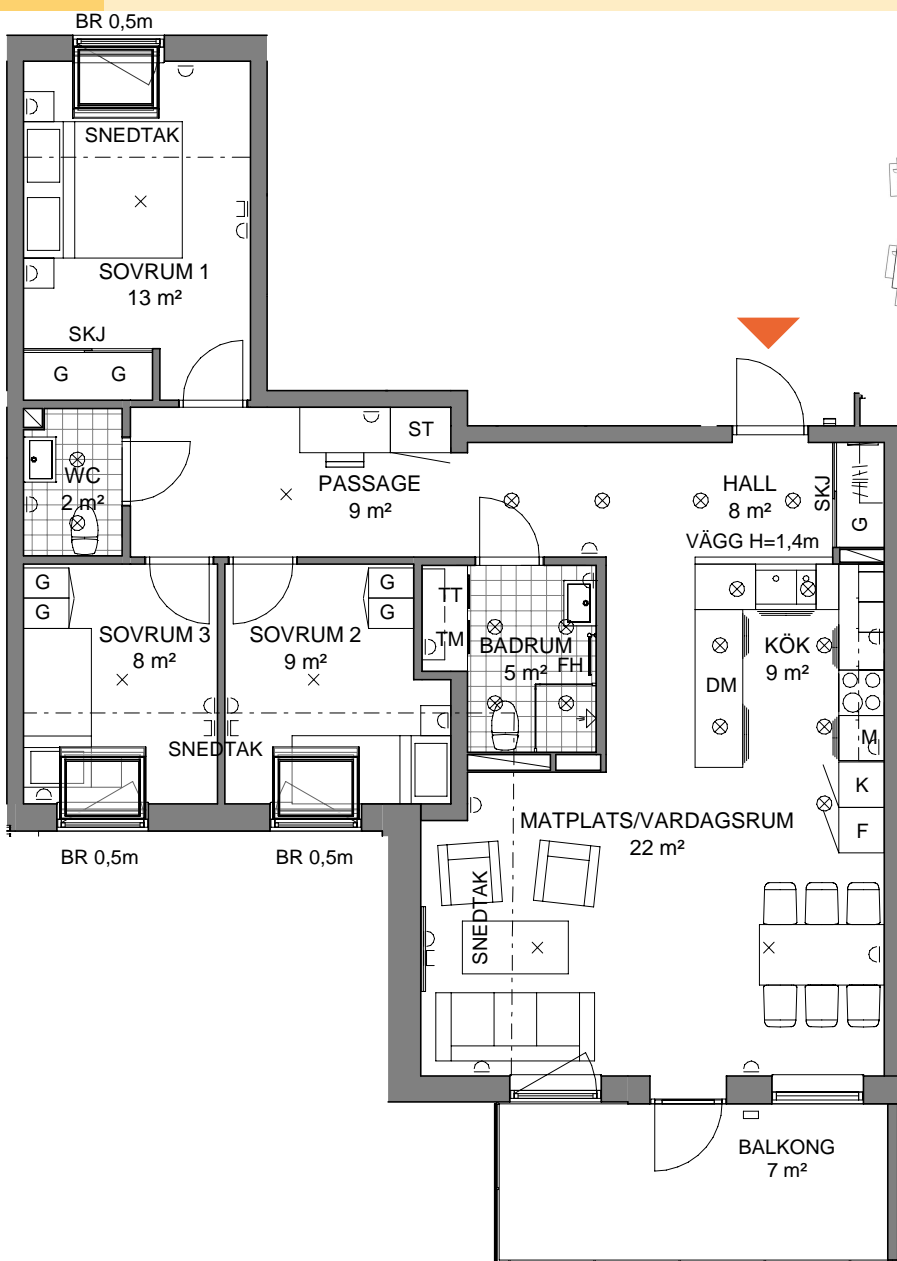 BR 0,5m
SNEDTAK
SOVRUM 1
13 m²
SKJ
G G
ST
WC
2 m²
PASSAGE
9 m²
HALL
8 m²
SKJ
G
VÄGG H=1,4m
G
G
SOVRUM 3
8 m²
SOVRUM 2
9 m²
G
G
TT
TM
BADRUM
5 m²
FH
KÖK
9 m²
DM
M
K
F
SNEDTAK
BR 0,5m
BR 0,5m
MATPLATS/VARDAGSRUM
22 m²
SNEDTAK
BALKONG
7 m²